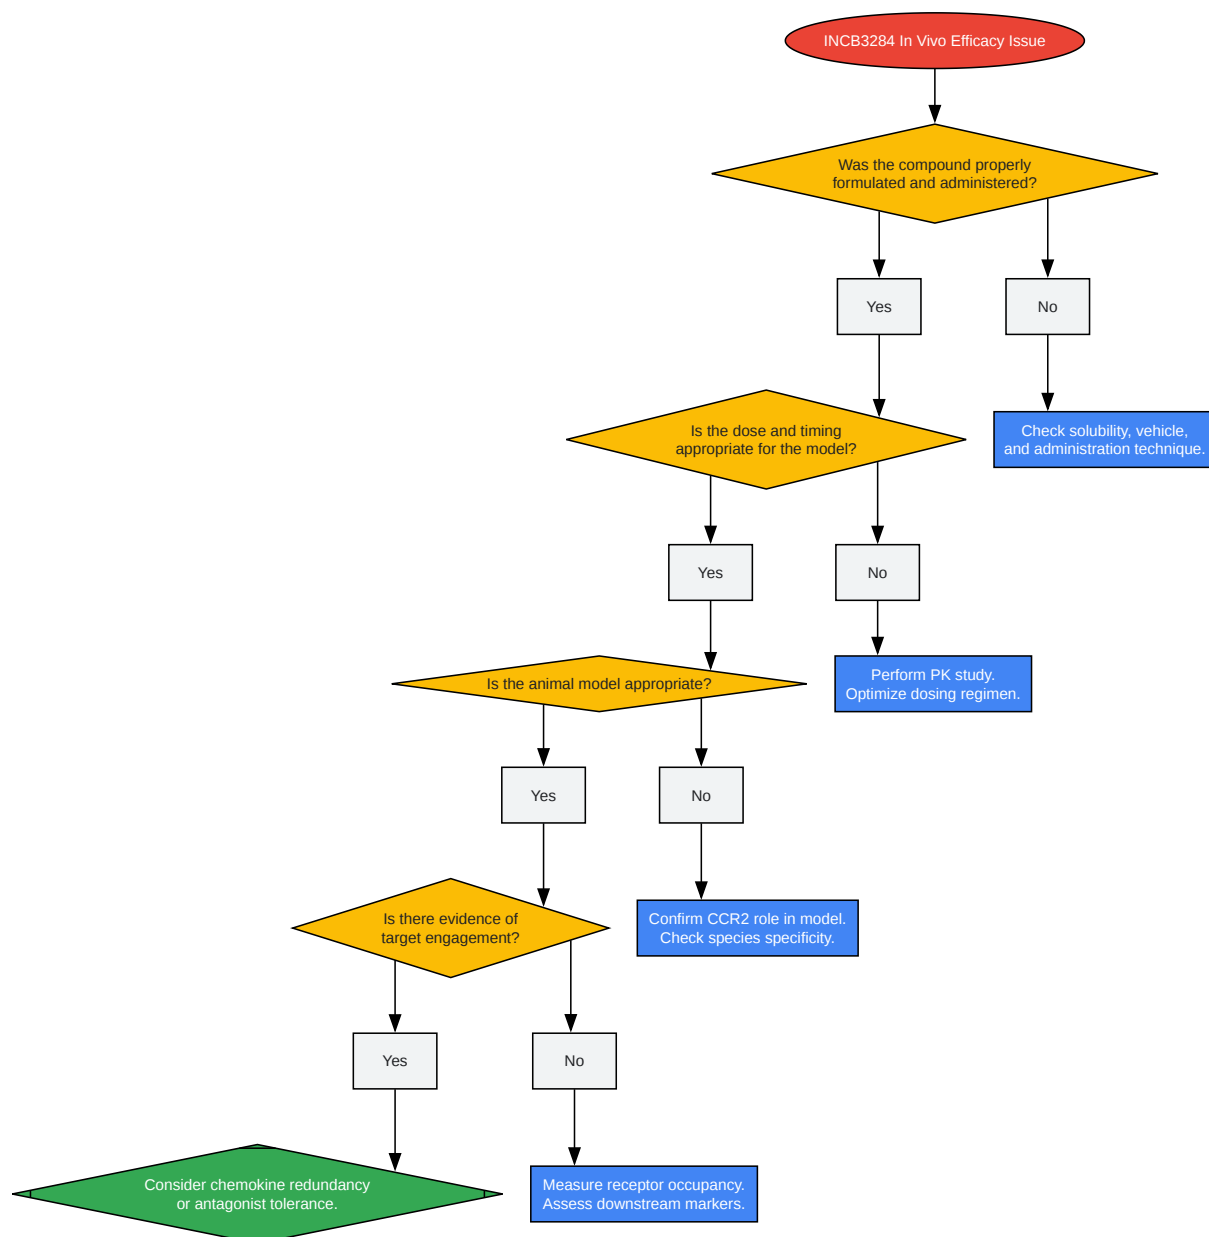 INCB3284 In Vivo Efficacy Issue
Was the compound properly
formulated and administered?
Yes
No
Is the dose and timing
appropriate for the model?
Check solubility, vehicle,
and administration technique.
Yes
No
Is the animal model appropriate?
Perform PK study.
Optimize dosing regimen.
Yes
No
Is there evidence of
target engagement?
Confirm CCR2 role in model.
Check species specificity.
Yes
No
Consider chemokine redundancy
or antagonist tolerance.
Measure receptor occupancy.
Assess downstream markers.